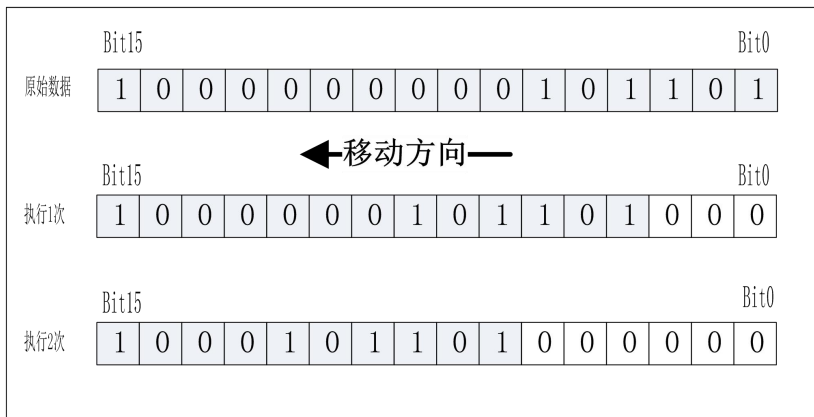 Bit15 Bit0
原始数据 1 0 0 0 0 0 0 0 0 0 1 0 1 1 0 1
移动方向
Bit15 Bit0
执行1次 1 0 0 0 0 0 0 1 0 1 1 0 1 0 0 0
Bit15 Bit0
执行2次 1 0 0 0 1 0 1 1 0 1 0 0 0 0 0 0